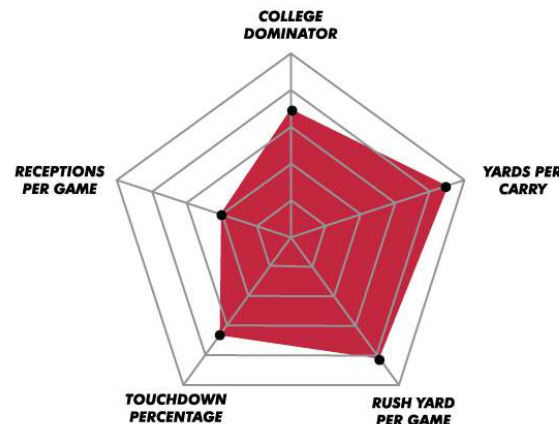 COLLEGE
DOMINATOR
RECEPTIONS
PER GAME
YARDS PER
CARRY
TOUCHDOWN
PERCENTAGE
RUSH YARD
PER GAME